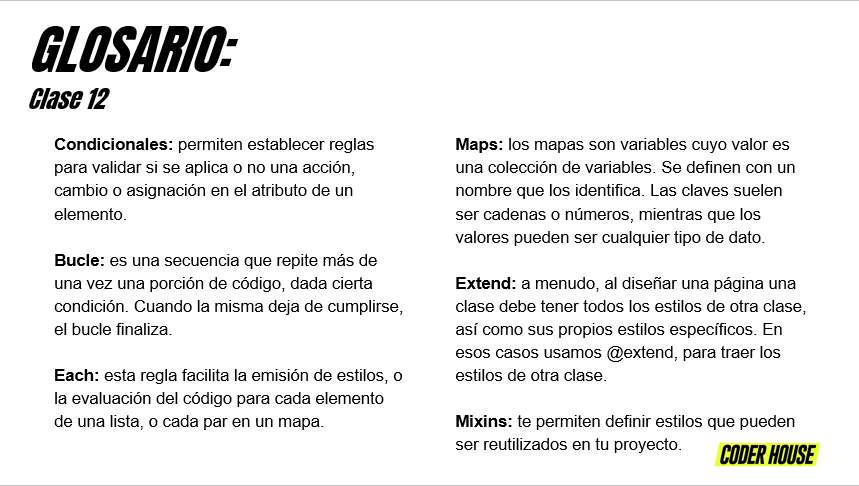 GLOSARIO:
Clase 12
Condicionales: permiten establecer reglas
para validar si se aplica o no una acción,
cambio o asignación en el atributo de un
elemento.
Bucle: es una secuencia que repite más de
una vez una porción de código, dada cierta
condición. Cuando la misma deja de cumplirse,
el bucle finaliza.
Each: esta regla facilita la emisión de estilos, o
la evaluación del código para cada elemento
de una lista, o cada par en un mapa.
Maps: los mapas son variables cuyo valor es
una colección de variables. Se definen con un
nombre que los identifica. Las claves suelen
ser cadenas o números, mientras que los
valores pueden ser cualquier tipo de dato.
Extend: a menudo, al diseñar una página una
clase debe tener todos los estilos de otra clase,
así como sus propios estilos específicos. En
esos casos usamos @extend, para traer los
estilos de otra clase.
Mixins: te permiten definir estilos que pueden
ser reutilizados en tu proyecto.
CODER HOUSE